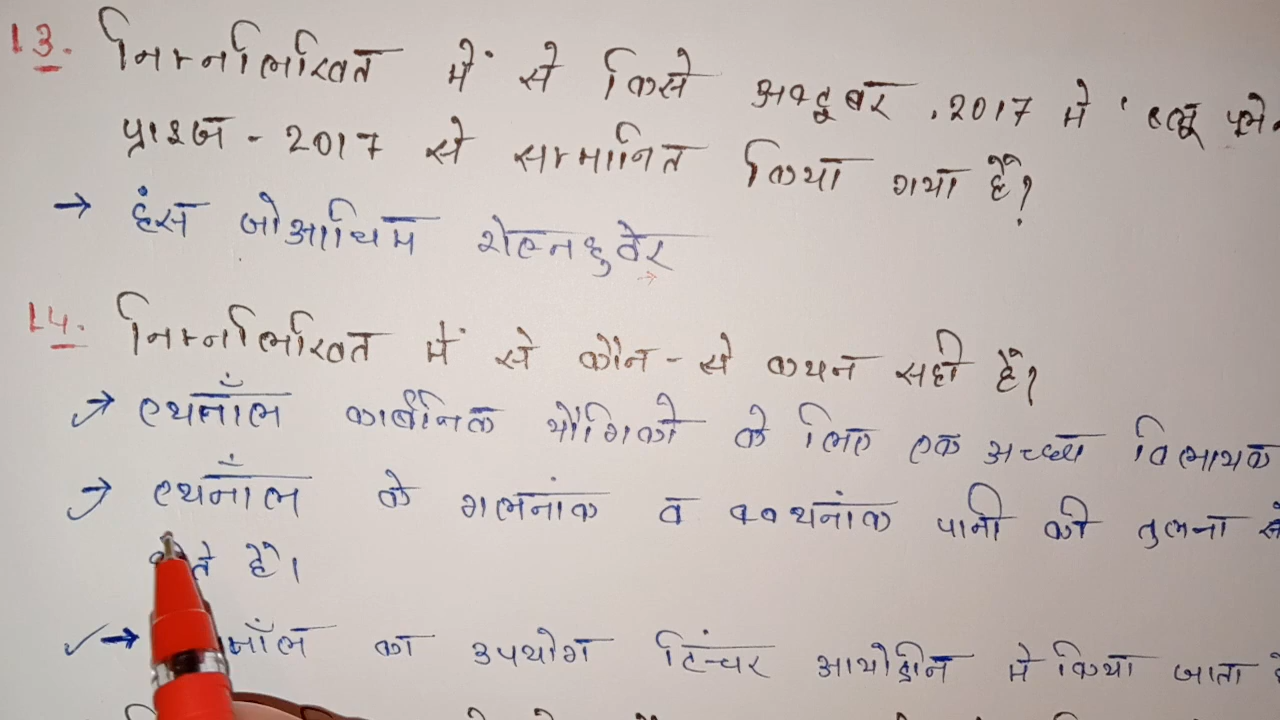 13. निम्नलिखित में से किसे अक्टूबर, 2017 में 'ब्लू प्लेन
प्राइज - 2017 से सम्मानित किया गया है?
→ हंस जोआचिम शेल्नहुबेर
14. निम्नलिखित में से कौन-से कथन सही है?
→ एथनॉल कार्बनिक यौगिको के लिए एक अच्छा विलायक
→ एथनॉल के गलनांक व क्वथनांक पानी की तुलना से
ते है।
→ नॉल का उपयोग टिंचर आयोडीन मे किया जाता